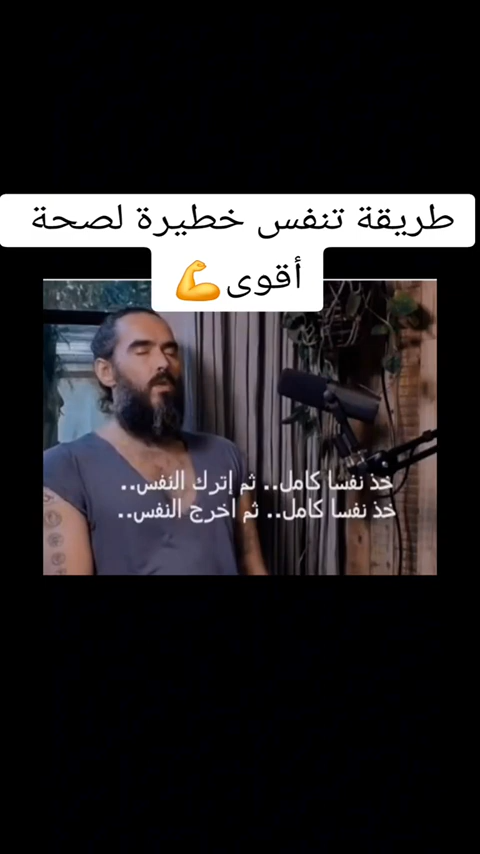 طريقة تنفس خطيرة لصحة
أقوى💪
خذ نفسا كامل.. ثم إترك النفس..
خذ نفسا كامل.. ثم اخرج النفس..